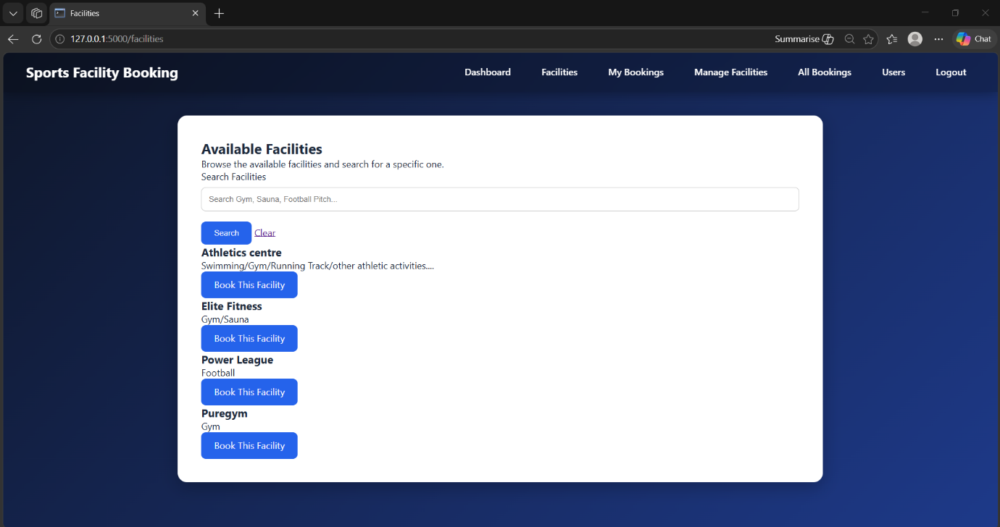 Facilities
127.0.0.1:5000/facilities
Summarise
Chat
Sports Facility Booking
Dashboard
Facilities
My Bookings
Manage Facilities
All Bookings
Users
Logout
Available Facilities
Browse the available facilities and search for a specific one.
Search Facilities
Search Gym, Sauna, Football Pitch...
Search Clear
Athletics centre
Swimming/Gym/Running Track/other athletic activities....
Book This Facility
Elite Fitness
Gym/Sauna
Book This Facility
Power League
Football
Book This Facility
Puregym
Gym
Book This Facility